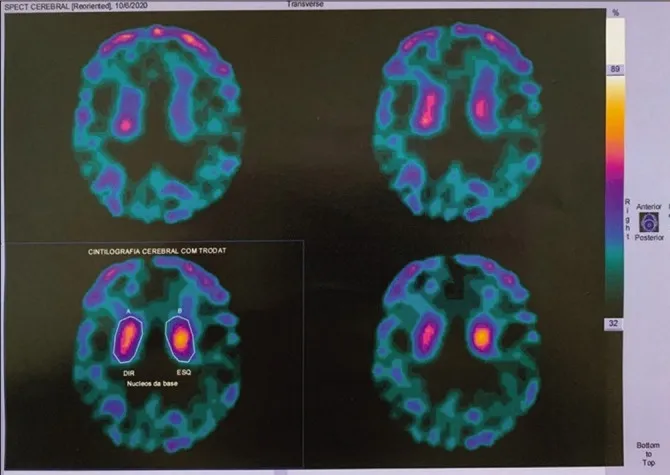 SPECT CEREBRAL [Reoriented], 10/6/2020
Transverse
%
89
Right
Anterior
Posterior
32
CINTILOGRAFIA CEREBRAL COM TRODAT
A
B
DIR
ESQ
Nucleos da base
Bottom
to
Top